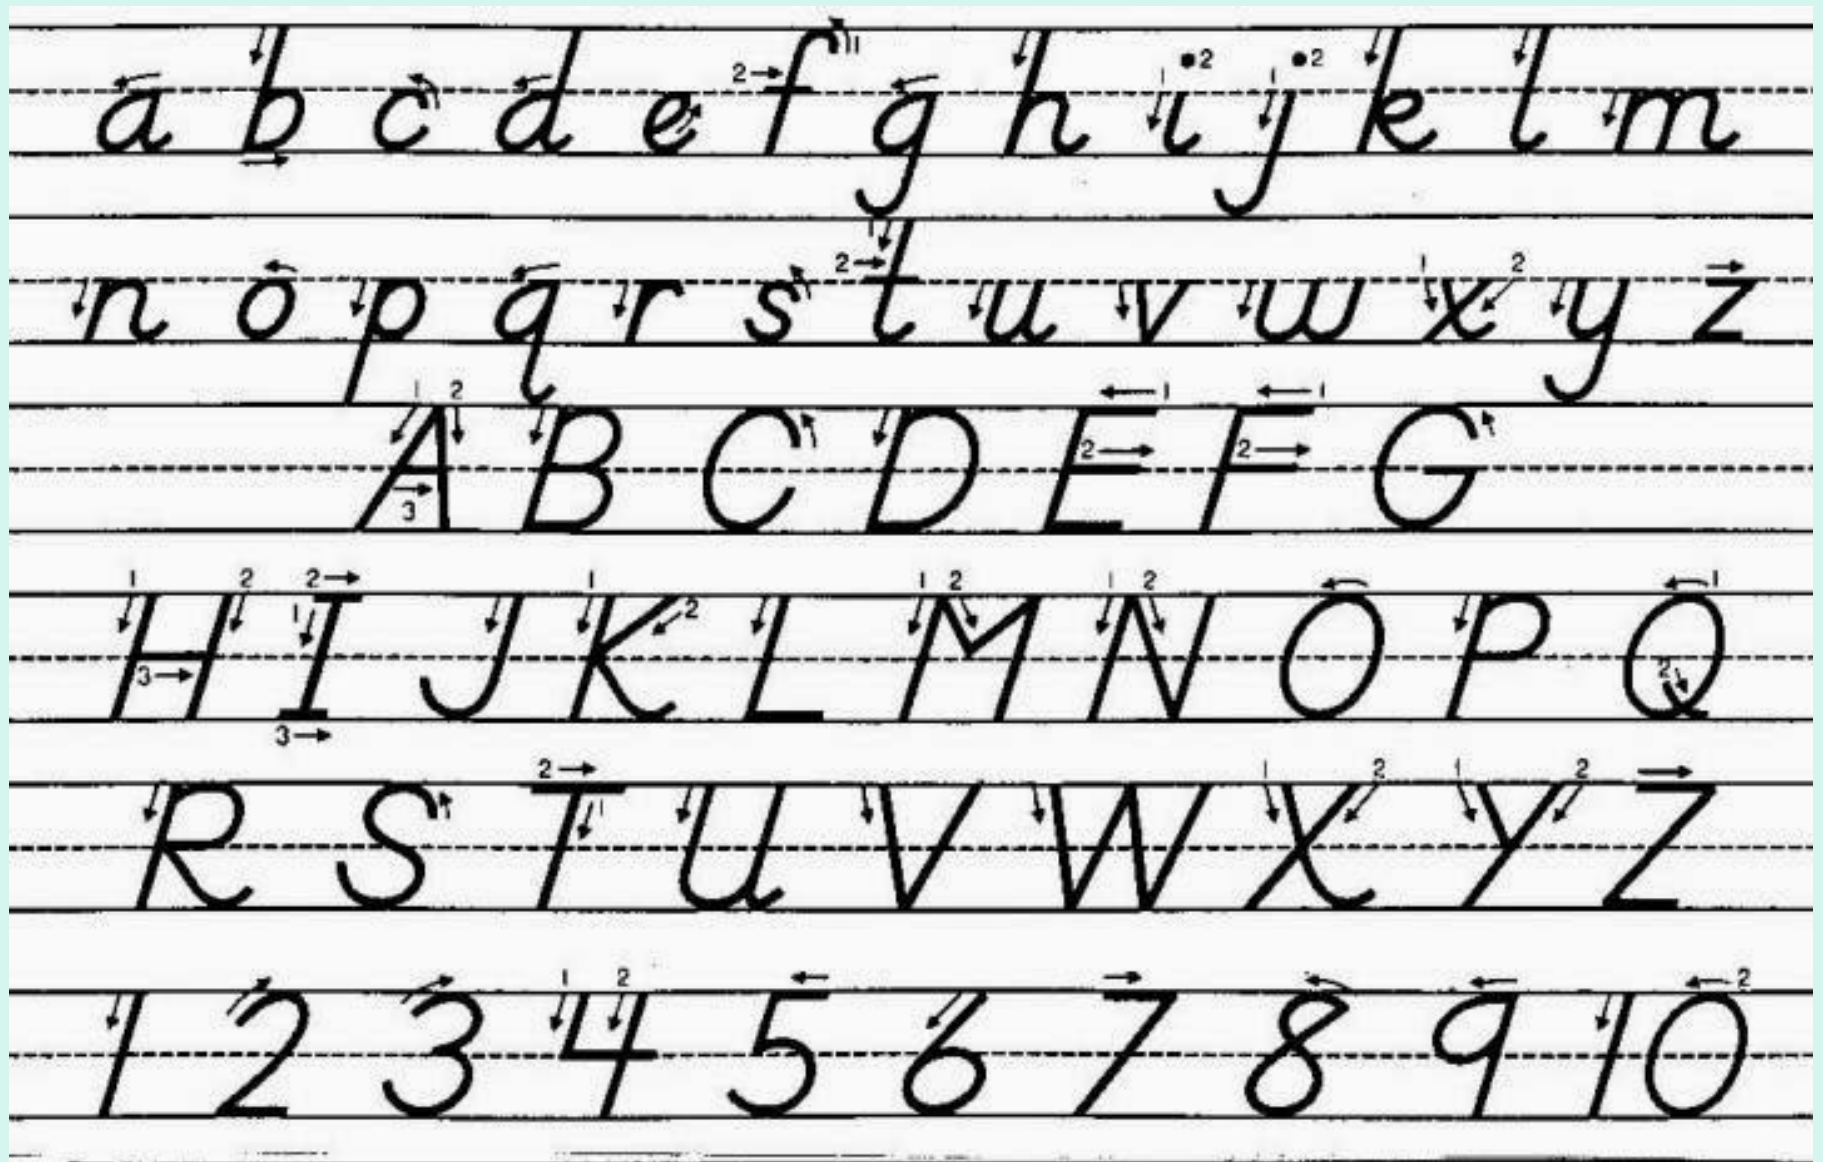 a b c d e f g h i j k l m
n o p q r s t u v w x y z
A B C D E F G
H I J K L M N O P Q
R S T U V W X Y Z
1 2 3 4 5 6 7 8 9 10